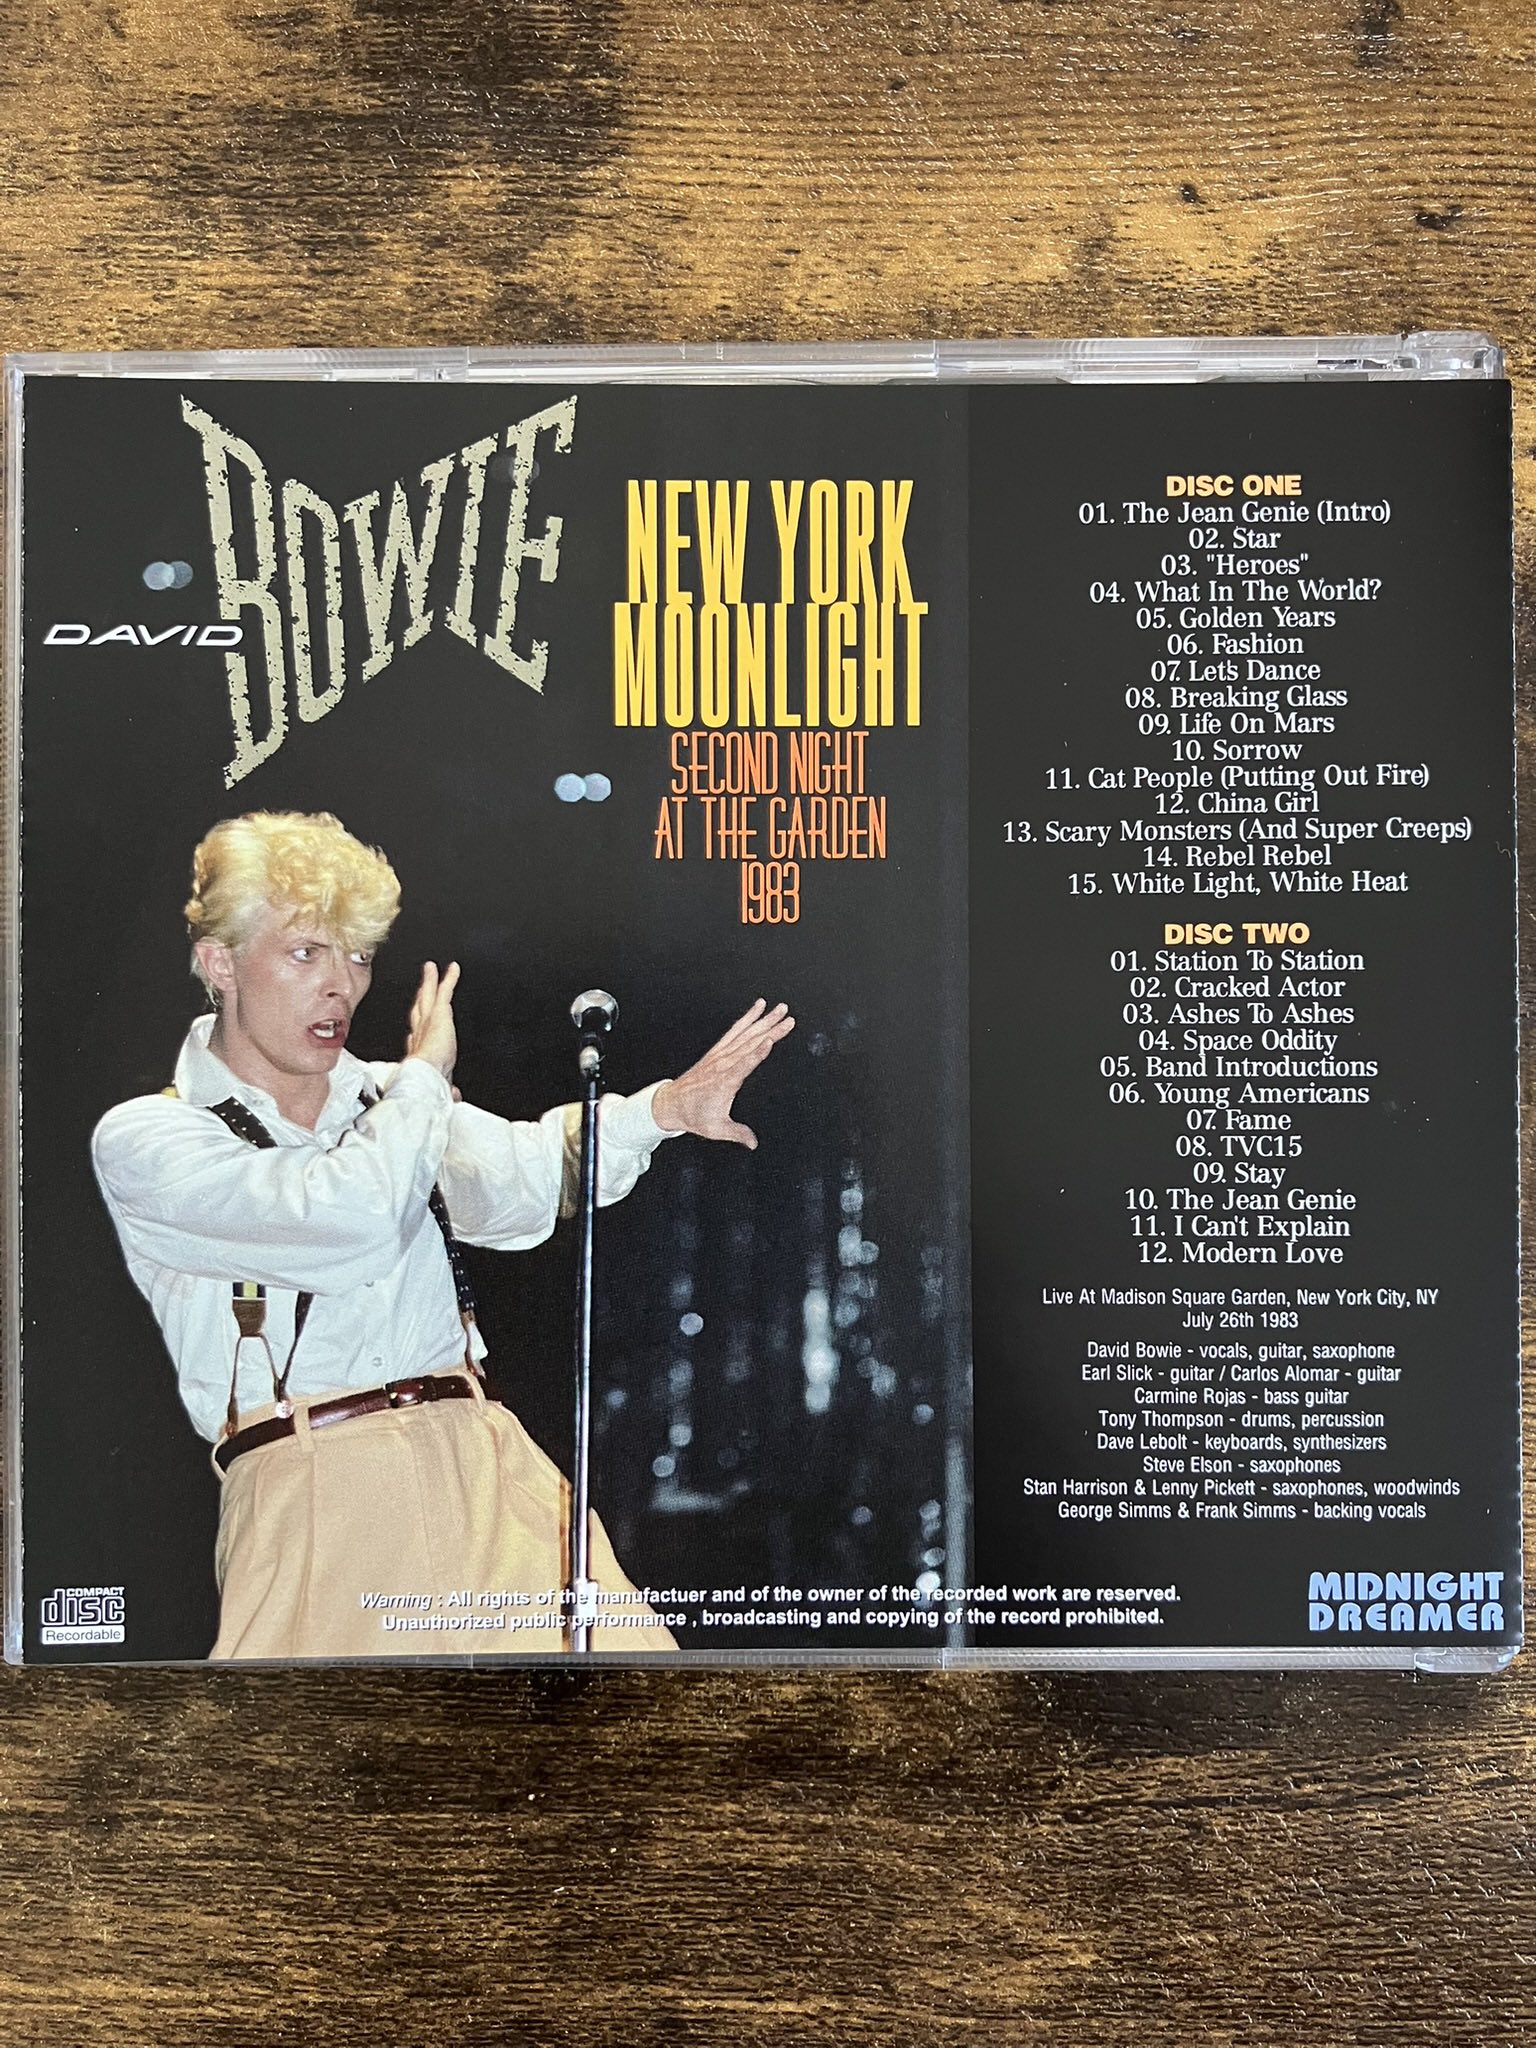 DAVID
BOWIE
NEW YORK
MOONLIGHT
SECOND NIGHT
AT THE GARDEN
1983
DISC ONE
01. The Jean Genie (Intro)
02. Star
03. "Heroes"
04. What In The World?
05. Golden Years
06. Fashion
07. Let's Dance
08. Breaking Glass
09. Life On Mars
10. Sorrow
11. Cat People (Putting Out Fire)
12. China Girl
13. Scary Monsters (And Super Creeps)
14. Rebel Rebel
15. White Light, White Heat
DISC TWO
01. Station To Station
02. Cracked Actor
03. Ashes To Ashes
04. Space Oddity
05. Band Introductions
06. Young Americans
07. Fame
08. TVC15
09. Stay
10. The Jean Genie
11. I Can't Explain
12. Modern Love
Live At Madison Square Garden, New York City, NY
July 26th 1983
David Bowie - vocals, guitar, saxophone
Earl Slick - guitar / Carlos Alomar - guitar
Carmine Rojas - bass guitar
Tony Thompson - drums, percussion
Dave Lebolt - keyboards, synthesizers
Steve Elson - saxophones
Stan Harrison & Lenny Pickett - saxophones, woodwinds
George Simms & Frank Simms - backing vocals
COMPACT
disc
Recordable
Warning : All rights of the manufactuer and of the owner of the recorded work are reserved.
Unauthorized public performance , broadcasting and copying of the record prohibited.
MIDNIGHT
DREAMER